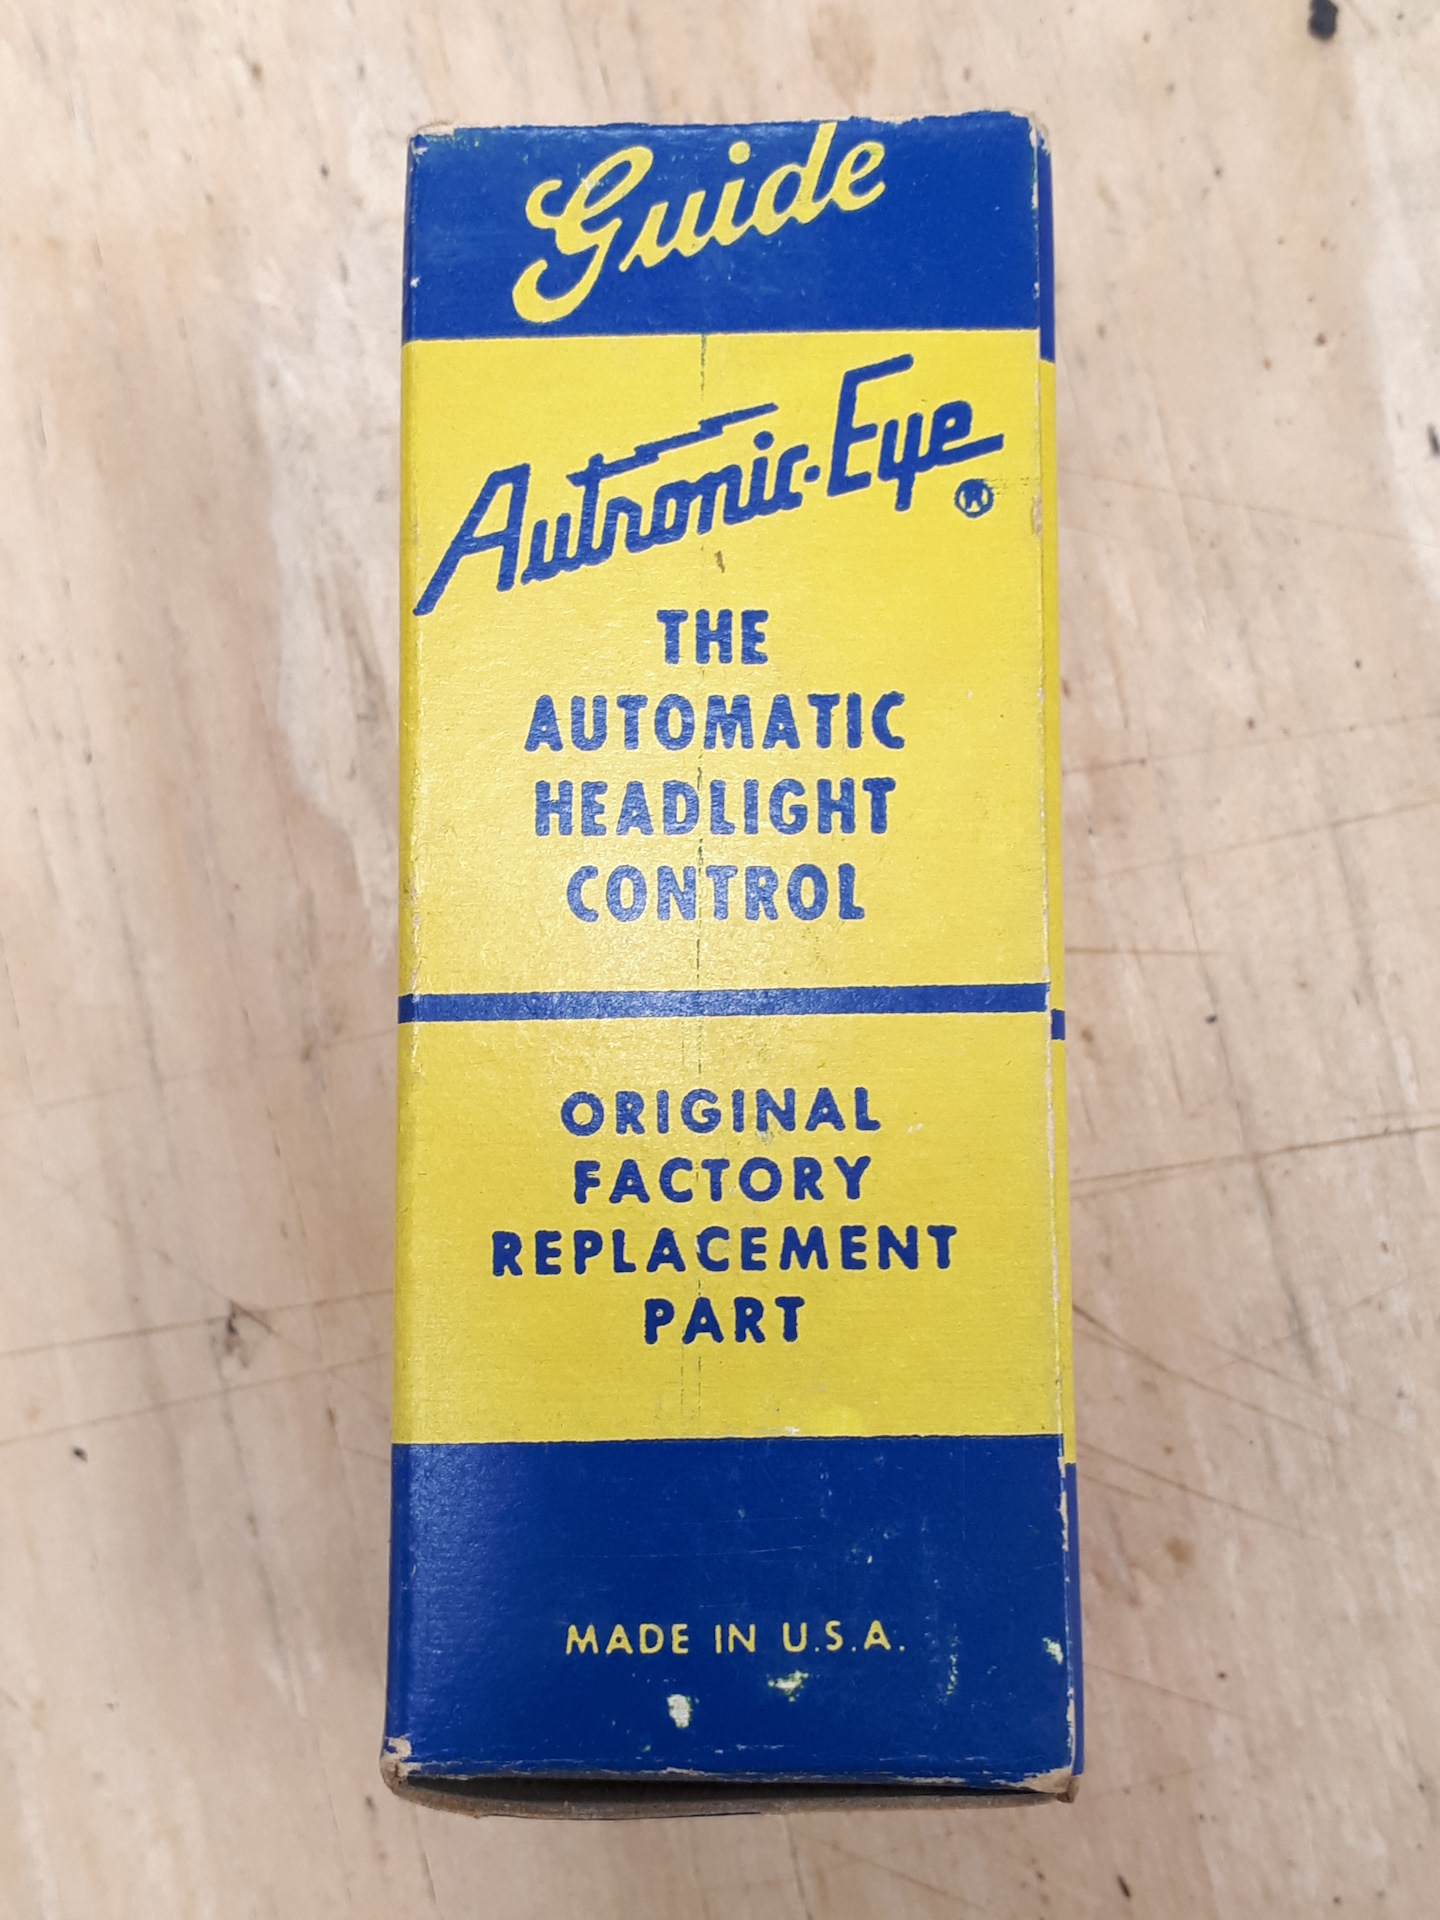 Guide
Autronic-Eye
®
THE
AUTOMATIC
HEADLIGHT
CONTROL
ORIGINAL
FACTORY
REPLACEMENT
PART
MADE IN U.S.A.